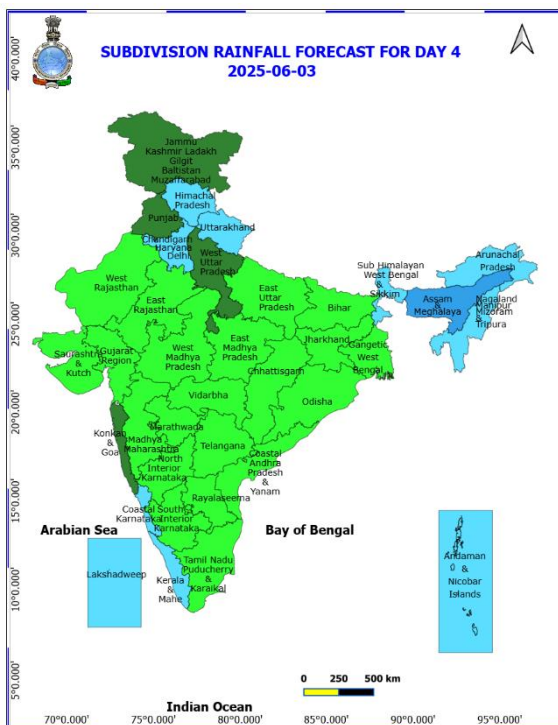 SUBDIVISION RAINFALL FORECAST FOR DAY 4
2025-06-03
40°0.000'
35°0.000'
30°0.000'
25°0.000'
20°0.000'
15°0.000'
10°0.000'
5°0.000'
Jammu
Kashmir Ladakh
Gilgit
Baltistan
Muzaffarabad
Himachal
Pradesh
Punjab
Uttarakhand
Chandigarh
Haryana
Delhi
West
Uttar
Pradesh
Sub Himalayan
West Bengal
&
Sikkim
Arunachal
Pradesh
West
Rajasthan
East
Rajasthan
East
Uttar
Pradesh
Bihar
Assam
&
Meghalaya
Nagaland
Manipur
Mizoram
&
Tripura
Saurashtra
&
Kutch
Gujarat
Region
West
Madhya
Pradesh
East
Madhya
Pradesh
Jharkhand
Gangetic
West
Bengal
Chhattisgarh
Vidarbha
Odisha
Konkan
&
Goa
Marathwada
Madhya
Maharashtra
Telangana
North
Interior
Karnataka
Coastal
Andhra
Pradesh
&
Yanam
Rayalaseema
Coastal
Karnataka
South
Interior
Karnataka
Arabian Sea
Bay of Bengal
Lakshadweep
Kerala
&
Mahe
Tamil Nadu
Puducherry
&
Karaikal
Andaman
&
Nicobar
Islands
0 250 500 km
Indian Ocean
70°0.000' 75°0.000' 80°0.000' 85°0.000' 90°0.000' 95°0.000'